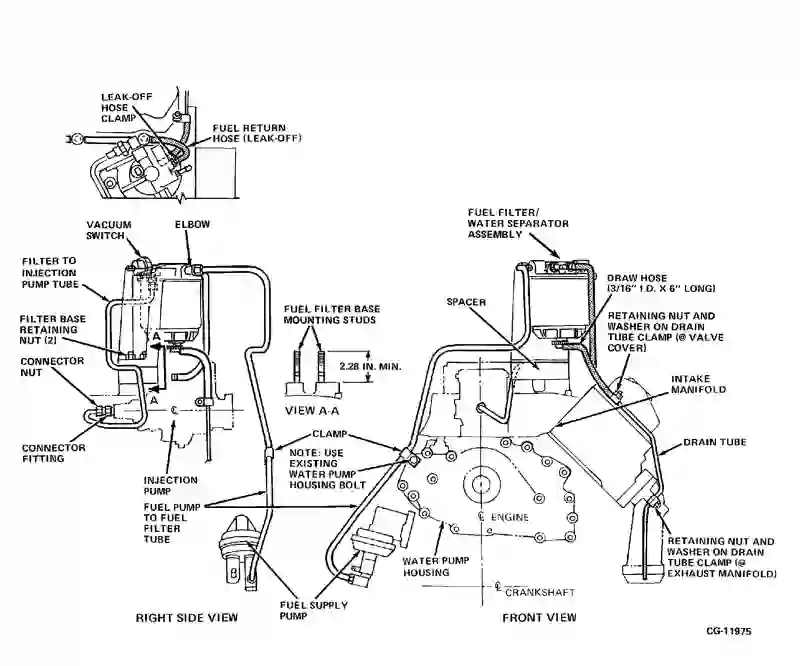 LEAK-OFF
HOSE
CLAMP
FUEL RETURN
HOSE (LEAK-OFF)
VACUUM
SWITCH
ELBOW
FILTER TO
INJECTION
PUMP TUBE
FILTER BASE
RETAINING
NUT (2)
CONNECTOR
NUT
CONNECTOR
FITTING
A
A
℄
INJECTION
PUMP
FUEL PUMP
TO FUEL
FILTER
TUBE
FUEL FILTER BASE
MOUNTING STUDS
2.28 IN. MIN.
VIEW A-A
CLAMP
NOTE: USE
EXISTING
WATER PUMP
HOUSING BOLT
FUEL SUPPLY
PUMP
RIGHT SIDE VIEW
FUEL FILTER/
WATER SEPARATOR
ASSEMBLY
SPACER
DRAW HOSE
(3/16" I.D. X 6" LONG)
RETAINING NUT AND
WASHER ON DRAIN
TUBE CLAMP (@ VALVE
COVER)
INTAKE
MANIFOLD
DRAIN TUBE
℄ ENGINE
WATER PUMP
HOUSING
RETAINING NUT AND
WASHER ON DRAIN
TUBE CLAMP (@
EXHAUST MANIFOLD)
℄ CRANKSHAFT
FRONT VIEW
CG-11975